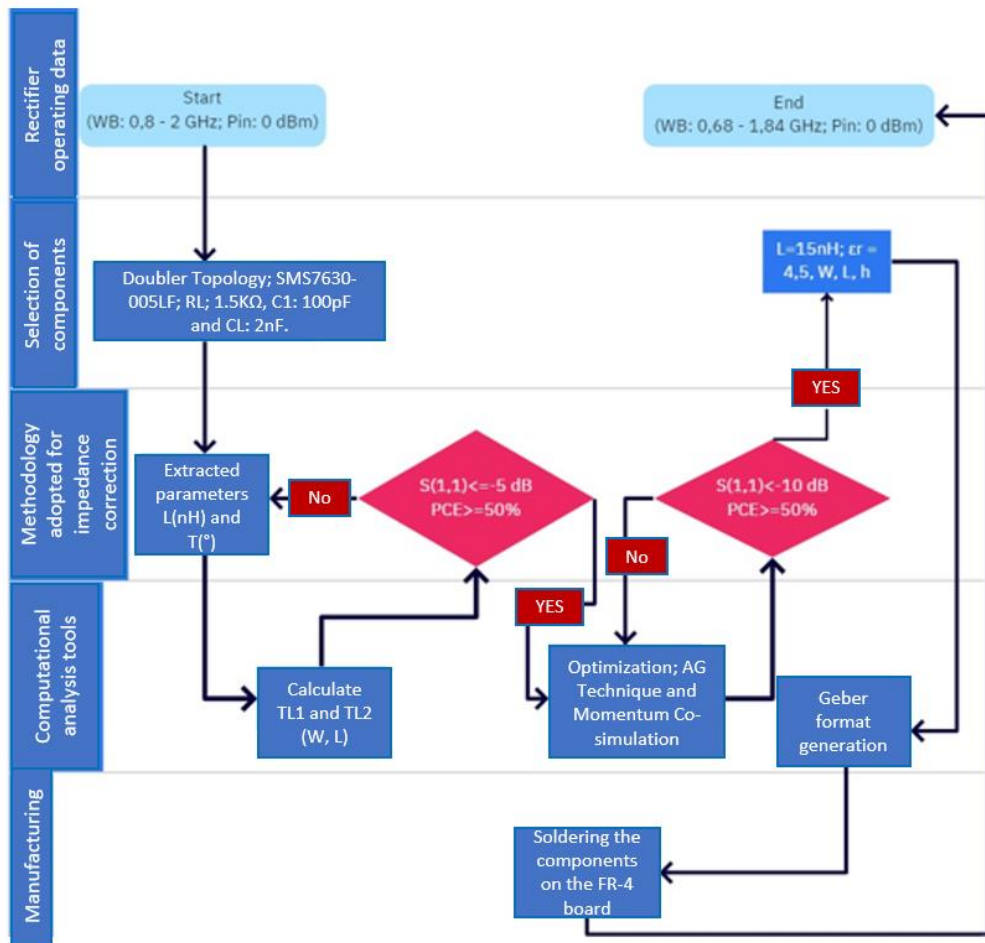 Rectifier
operating data
Start
(WB: 0,8 - 2 GHz; Pin: 0 dBm)
End
(WB: 0,68 - 1,84 GHz; Pin: 0 dBm)
Selection of
components
Doubler Topology; SMS7630-
005LF; RL; 1.5KΩ, C1: 100pF
and CL: 2nF.
L=15nH; εr =
4,5, W, L, h
YES
Methodology
adopted for
impedance
correction
Extracted
parameters
L(nH) and
T(°)
No
S(1,1)<=-5 dB
PCE>=50%
S(1,1)<-10 dB
PCE>=50%
No
YES
Computational
analysis tools
Calculate
TL1 and TL2
(W, L)
Optimization; AG
Technique and
Momentum Co-
simulation
Geber
format
generation
Manufacturing
Soldering the
components
on the FR-4
board